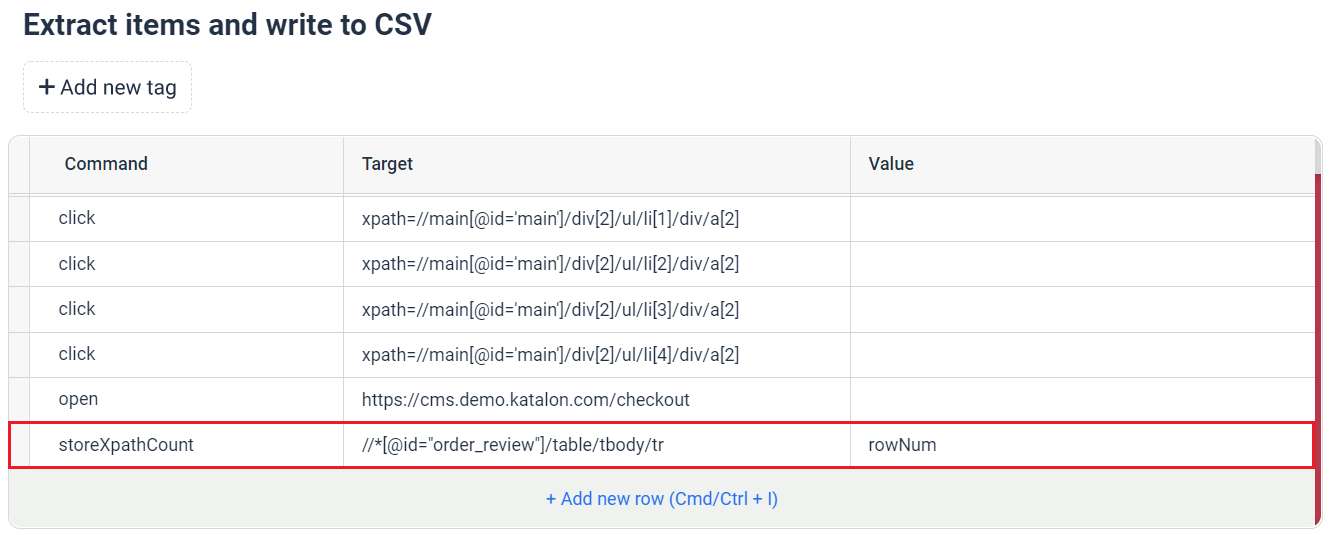 Extract items and write to CSV
+ Add new tag
Command Target Value
click xpath=//main[@id='main']/div[2]/ul/li[1]/div/a[2]
click xpath=//main[@id='main']/div[2]/ul/li[2]/div/a[2]
click xpath=//main[@id='main']/div[2]/ul/li[3]/div/a[2]
click xpath=//main[@id='main']/div[2]/ul/li[4]/div/a[2]
open https://cms.demo.katalon.com/checkout
storeXpathCount //*[@id="order_review"]/table/tbody/tr rowNum
+ Add new row (Cmd/Ctrl + I)